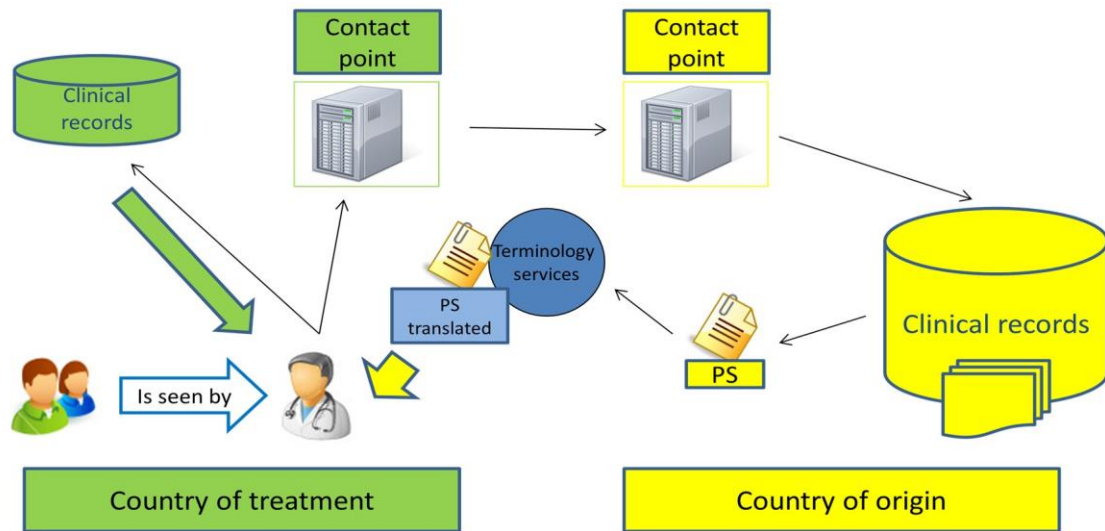 Contact
point
Contact
point
Clinical
records
Terminology
services
PS
translated
Clinical records
PS
Is seen by
Country of treatment
Country of origin